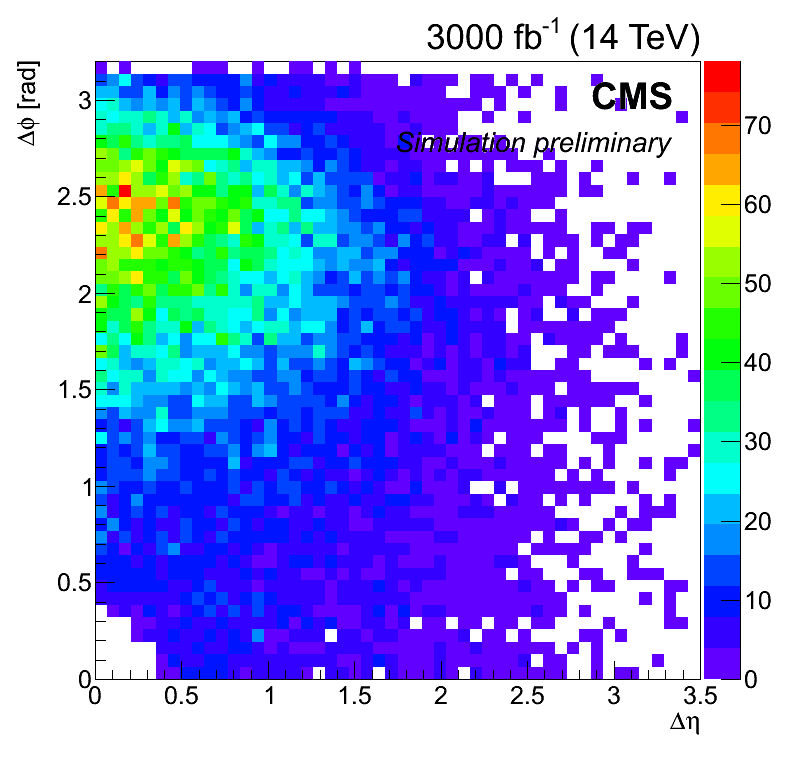 3000 fb-1 (14 TeV)
Δϕ [rad]
CMS
Simulation preliminary
3
2.5
2
1.5
1
0.5
0
70
60
50
40
30
20
10
0
0 0.5 1 1.5 2 2.5 3 3.5
Δη